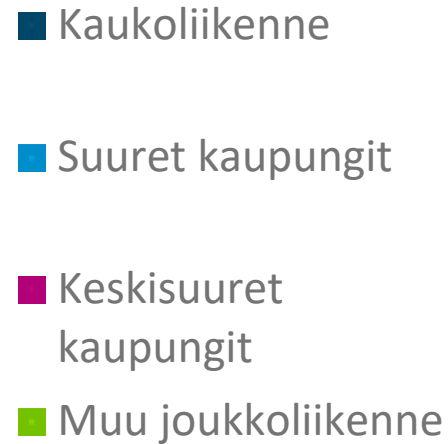 Kaukoliikenne
Suuret kaupungit
Keskisuuret
kaupungit
Muu joukkoliikenne